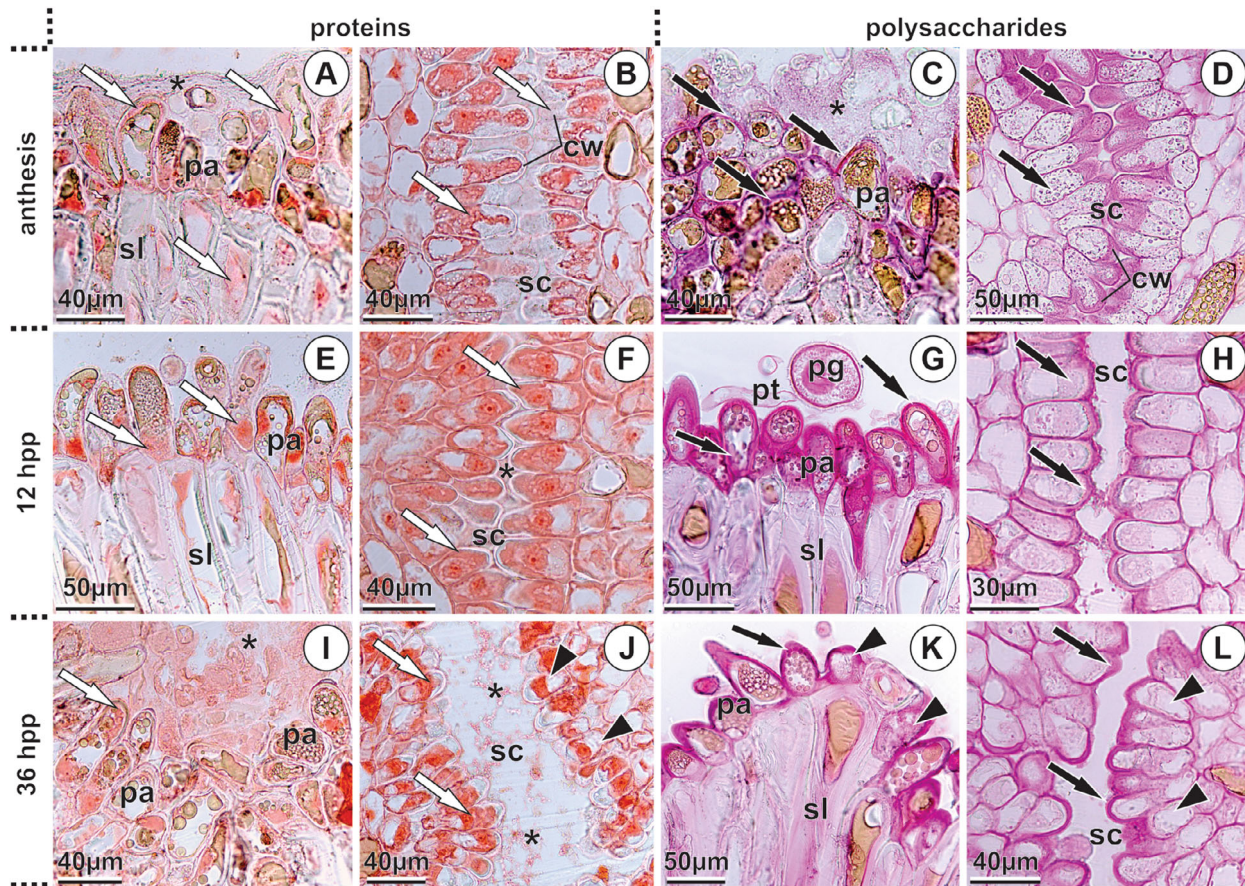 proteins
polysaccharides
anthesis
A
*
pa
sl
40µm
B
cw
sc
40µm
C
*
pa
40µm
D
sc
cw
50µm
12 hpp
E
pa
sl
50µm
F
*
sc
40µm
G
pg
pt
pa
sl
50µm
H
sc
30µm
36 hpp
I
*
pa
pa
40µm
J
*
sc
*
40µm
K
pa
sl
50µm
L
sc
40µm